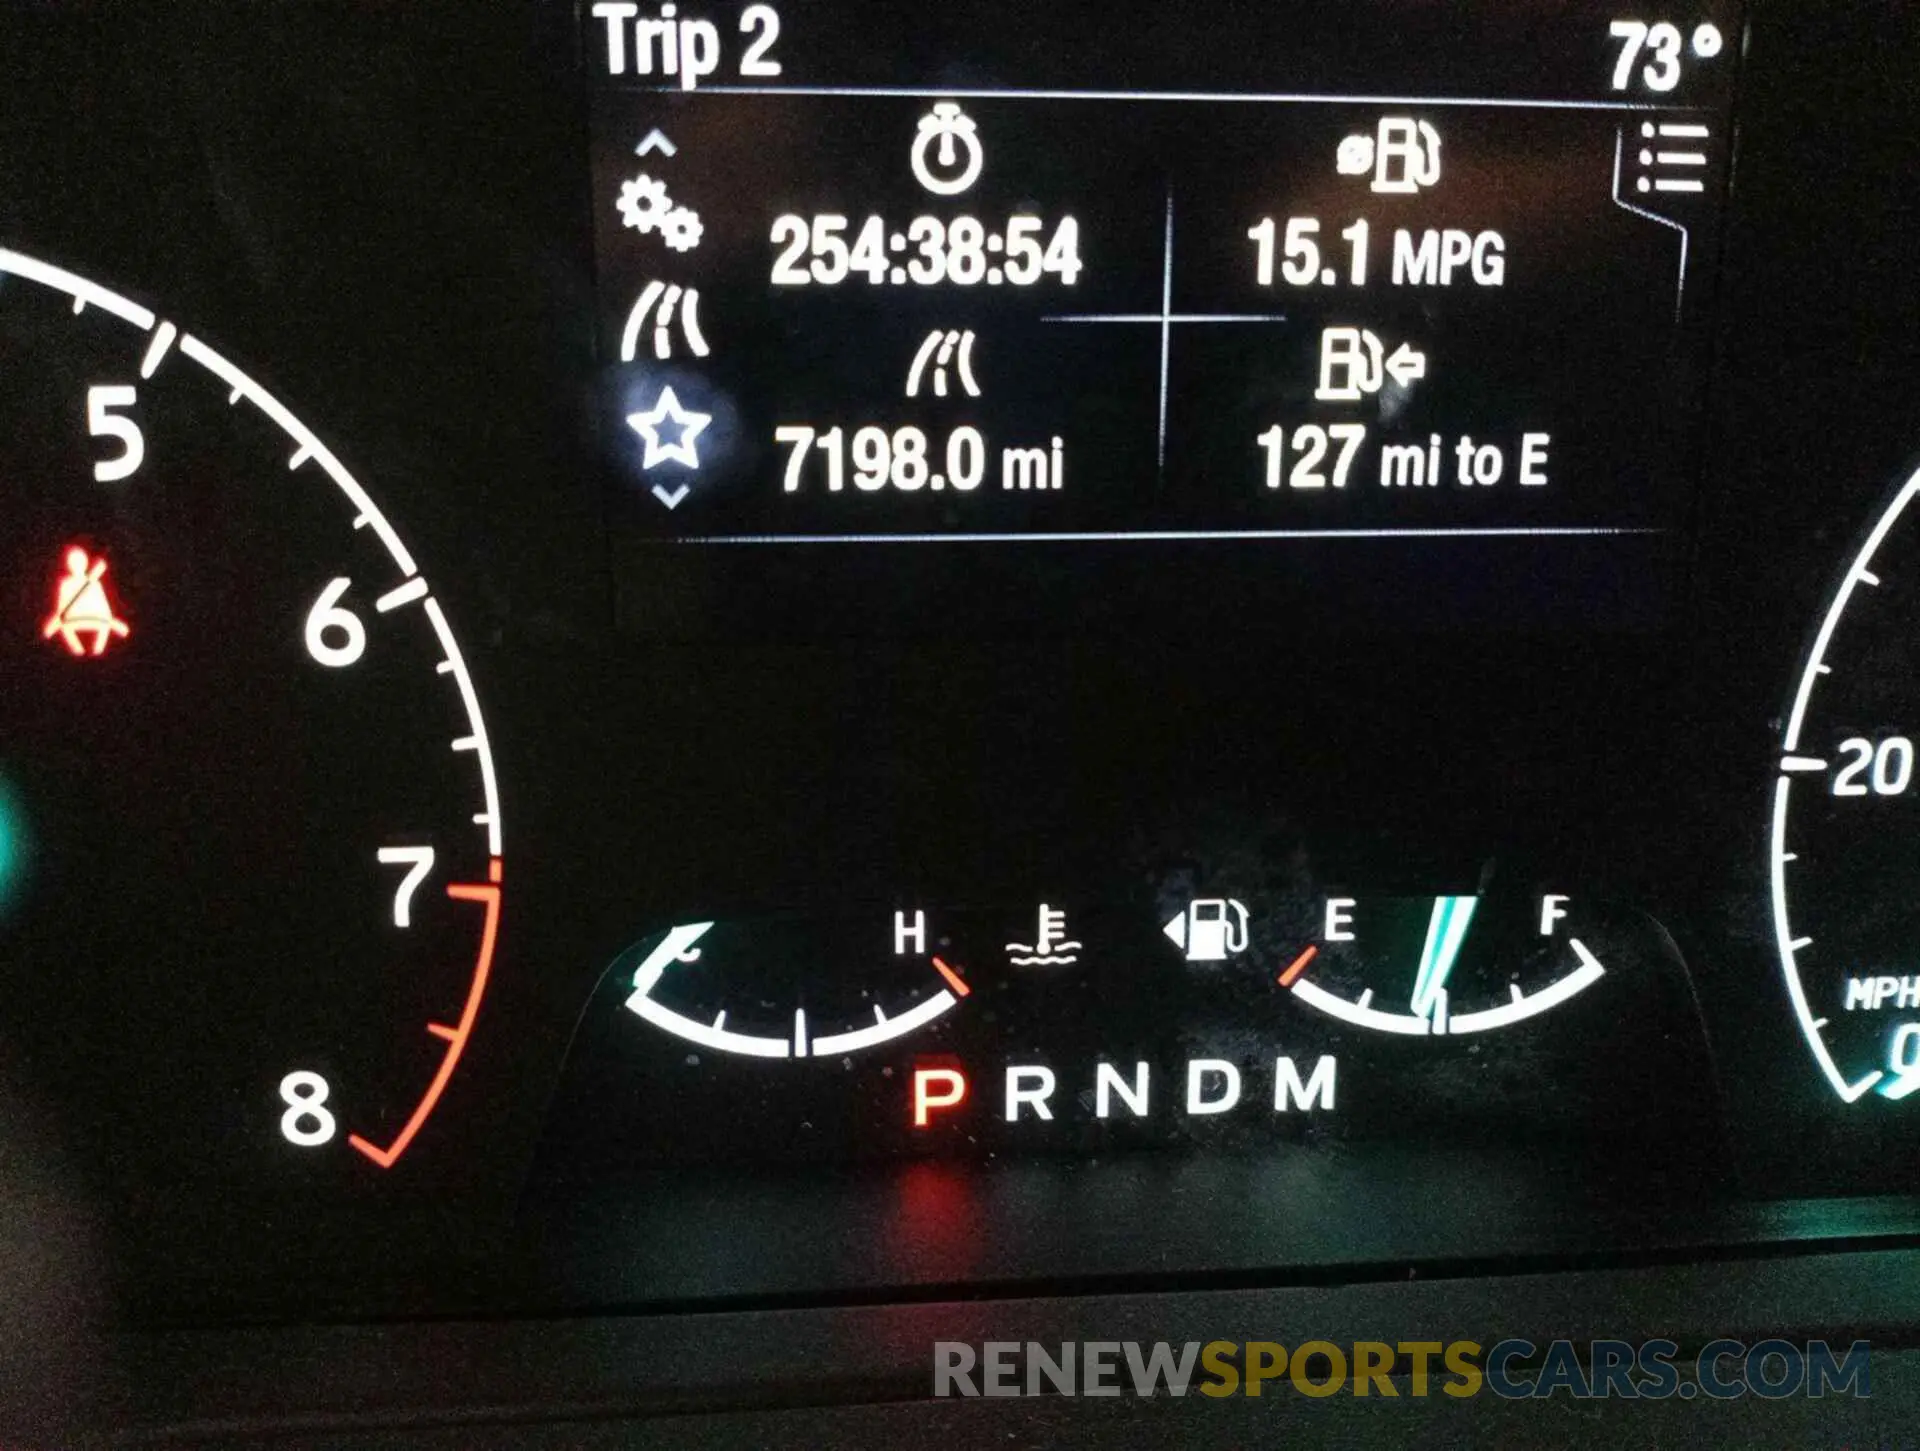 Trip 2 73°
254:38:54 15.1 MPG
7198.0 mi 127 mi to E
5
6
7
8
20
MPH
0
C H E F
P R N D M
RENEWSPORTSCARS.COM